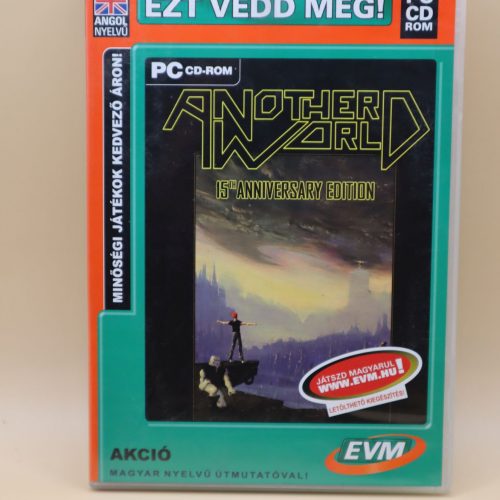 ANGOL
NYELVŰ
EZT VEDD MEG!
PC
CD
ROM
MINŐSÉGI JÁTÉKOK KEDVEZŐ ÁRON!
PC CD-ROM
ANOTHER
WORLD
15TH ANNIVERSARY EDITION
JÁTSZD MAGYARUL
WWW.EVM.HU!
LETÖLTHETŐ KIEGÉSZÍTÉS!
AKCIÓ
EVM
MAGYAR NYELVŰ ÚTMUTATÓVAL!